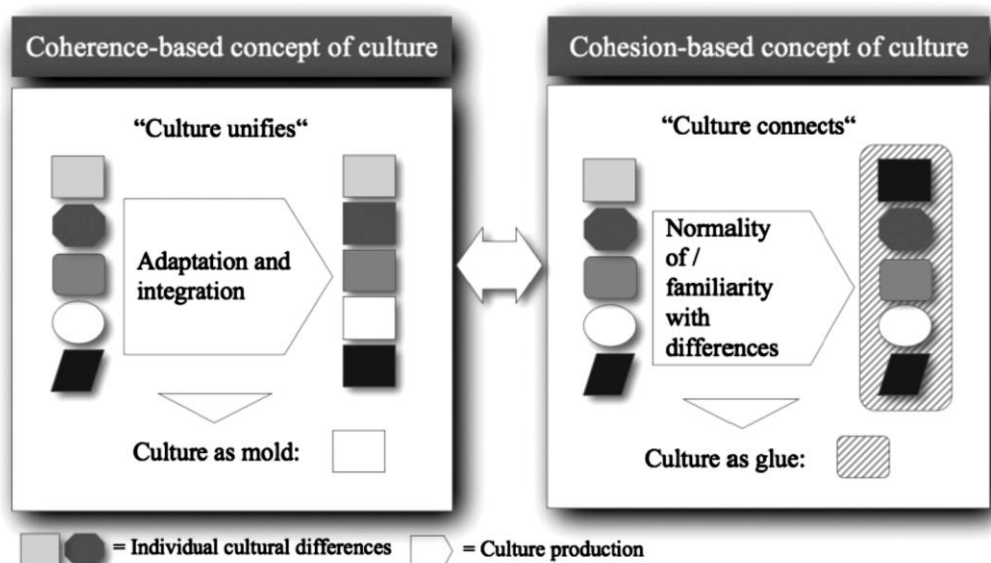 Coherence-based concept of culture
“Culture unifies“
Adaptation and
integration
Culture as mold:
Cohesion-based concept of culture
“Culture connects“
Normality
of /
familiarity
with
differences
Culture as glue:
= Individual cultural differences
= Culture production